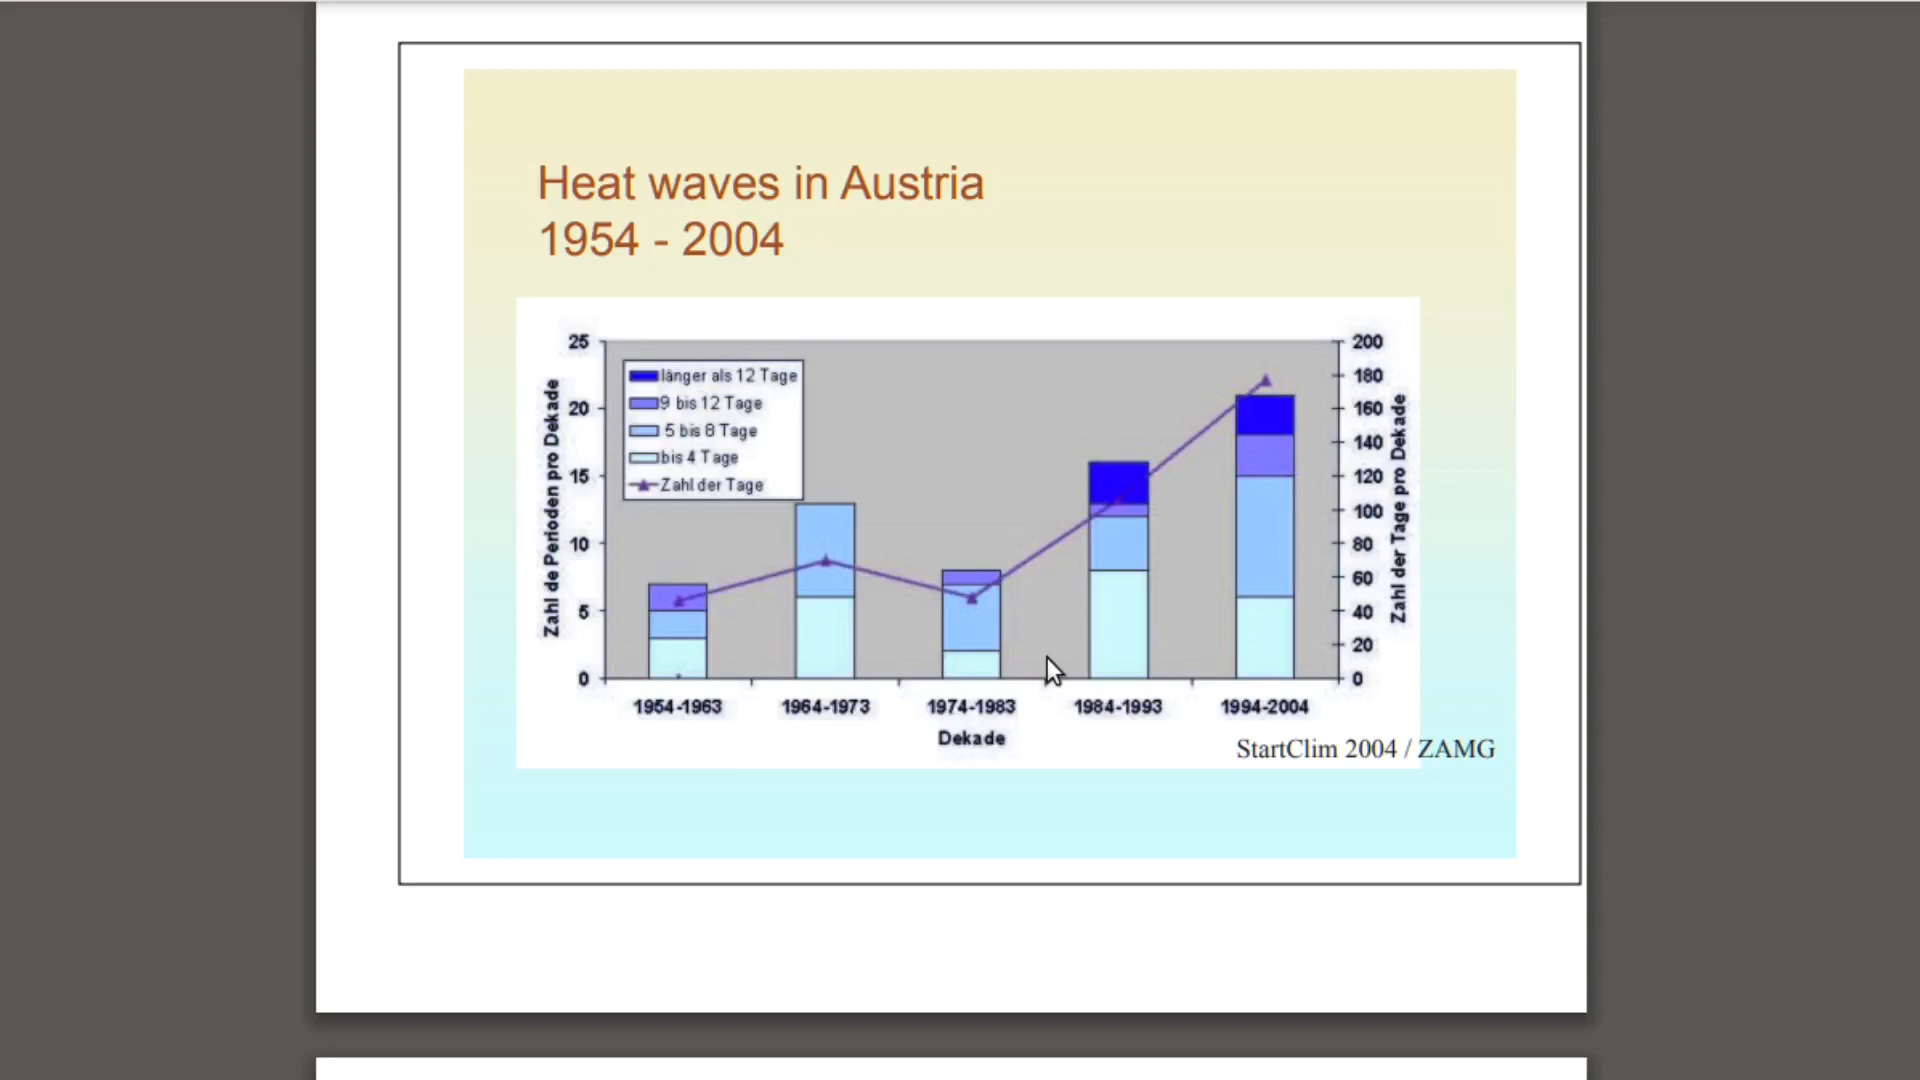 Heat waves in Austria
1954 - 2004
25
20
15
10
5
0
Zahl de Perioden pro Dekade
länger als 12 Tage
9 bis 12 Tage
5 bis 8 Tage
bis 4 Tage
Zahl der Tage
200
180
160
140
120
100
80
60
40
20
0
Zahl der Tage pro Dekade
1954-1963 1964-1973 1974-1983 1984-1993 1994-2004
Dekade
StartClim 2004 / ZAMG